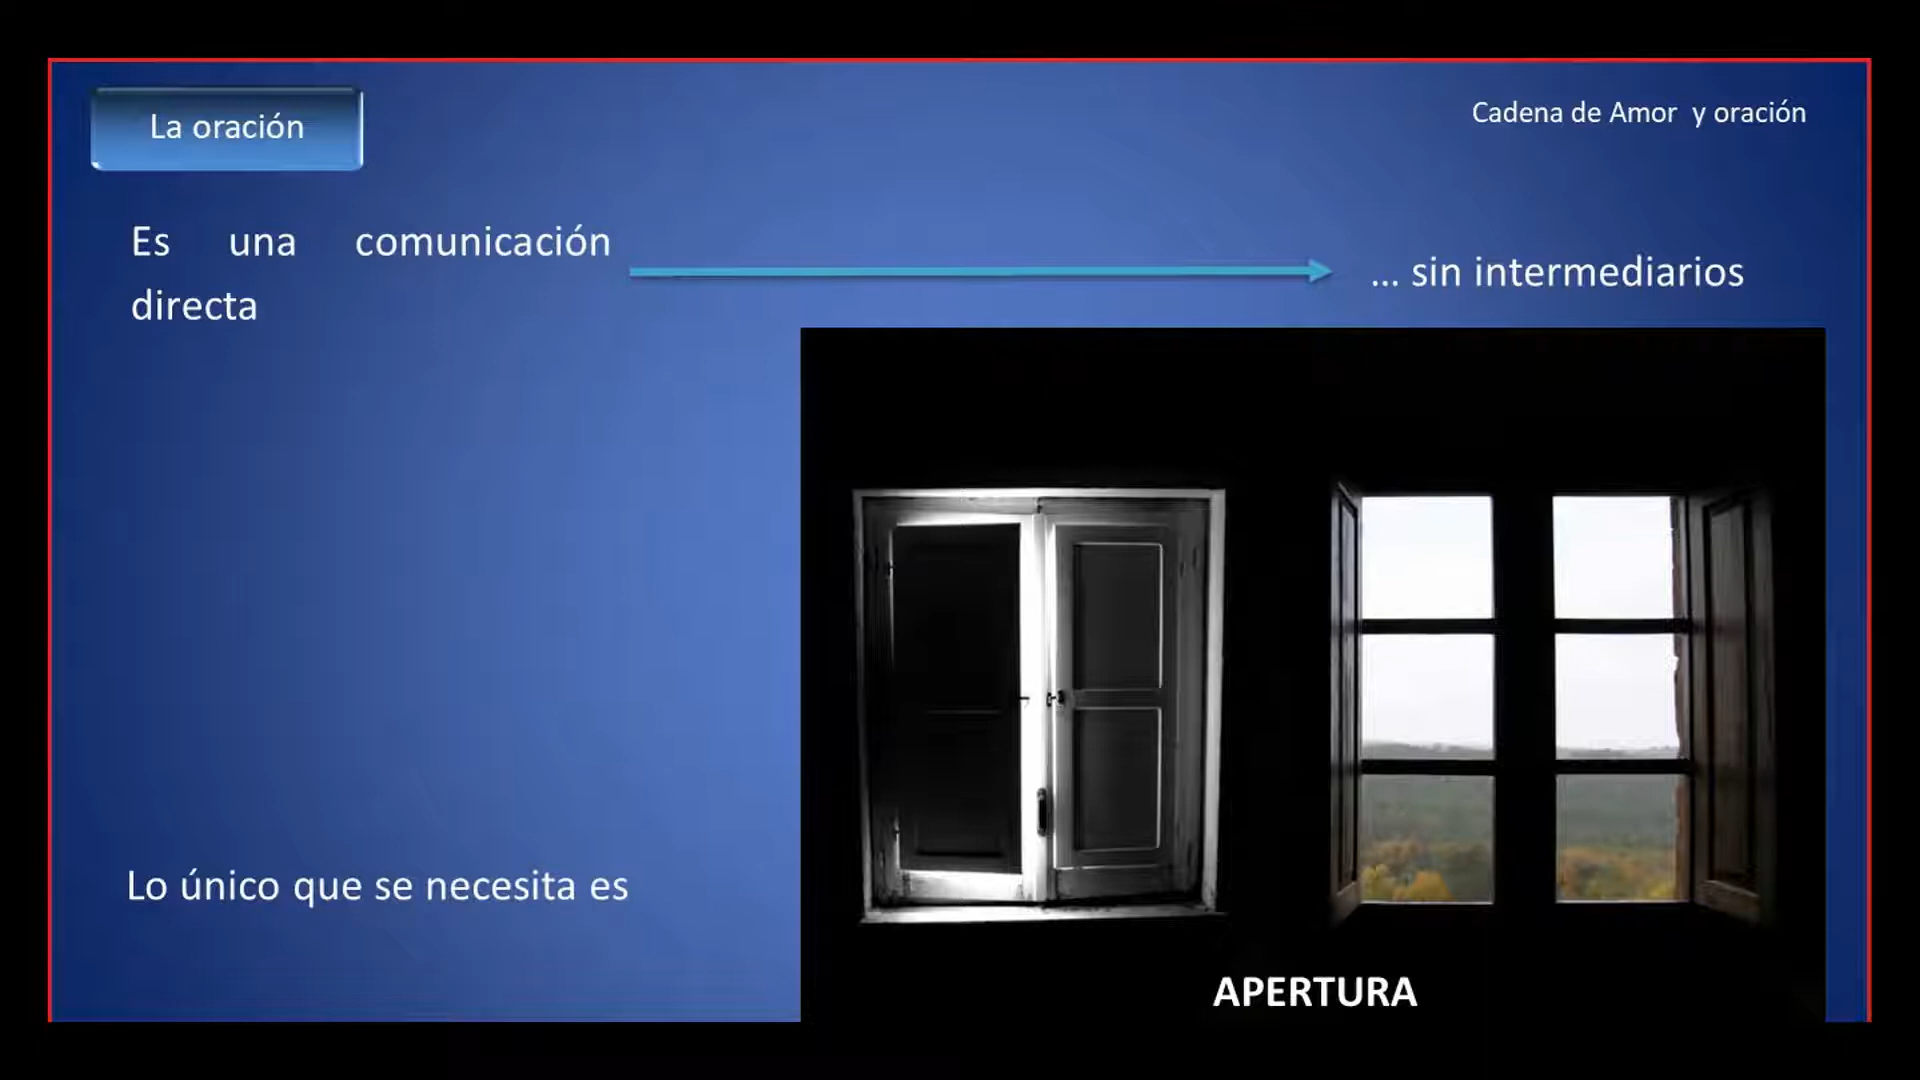 La oración
Cadena de Amor y oración
Es una comunicación
directa
... sin intermediarios
Lo único que se necesita es
APERTURA